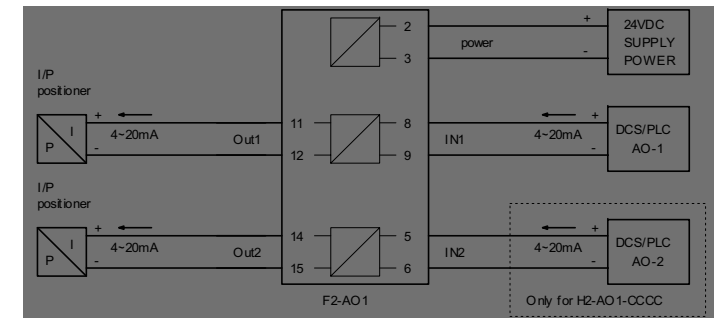 2
+
24VDC
SUPPLY
POWER
power
3
-
I/P
positioner
+
4~20mA
-
I
P
Out1
11
12
8
9
IN1
4~20mA
+
-
DCS/PLC
AO-1
I/P
positioner
+
4~20mA
-
I
P
Out2
14
15
5
6
IN2
4~20mA
+
-
DCS/PLC
AO-2
F2-AO1
Only for H2-AO1-CCCC